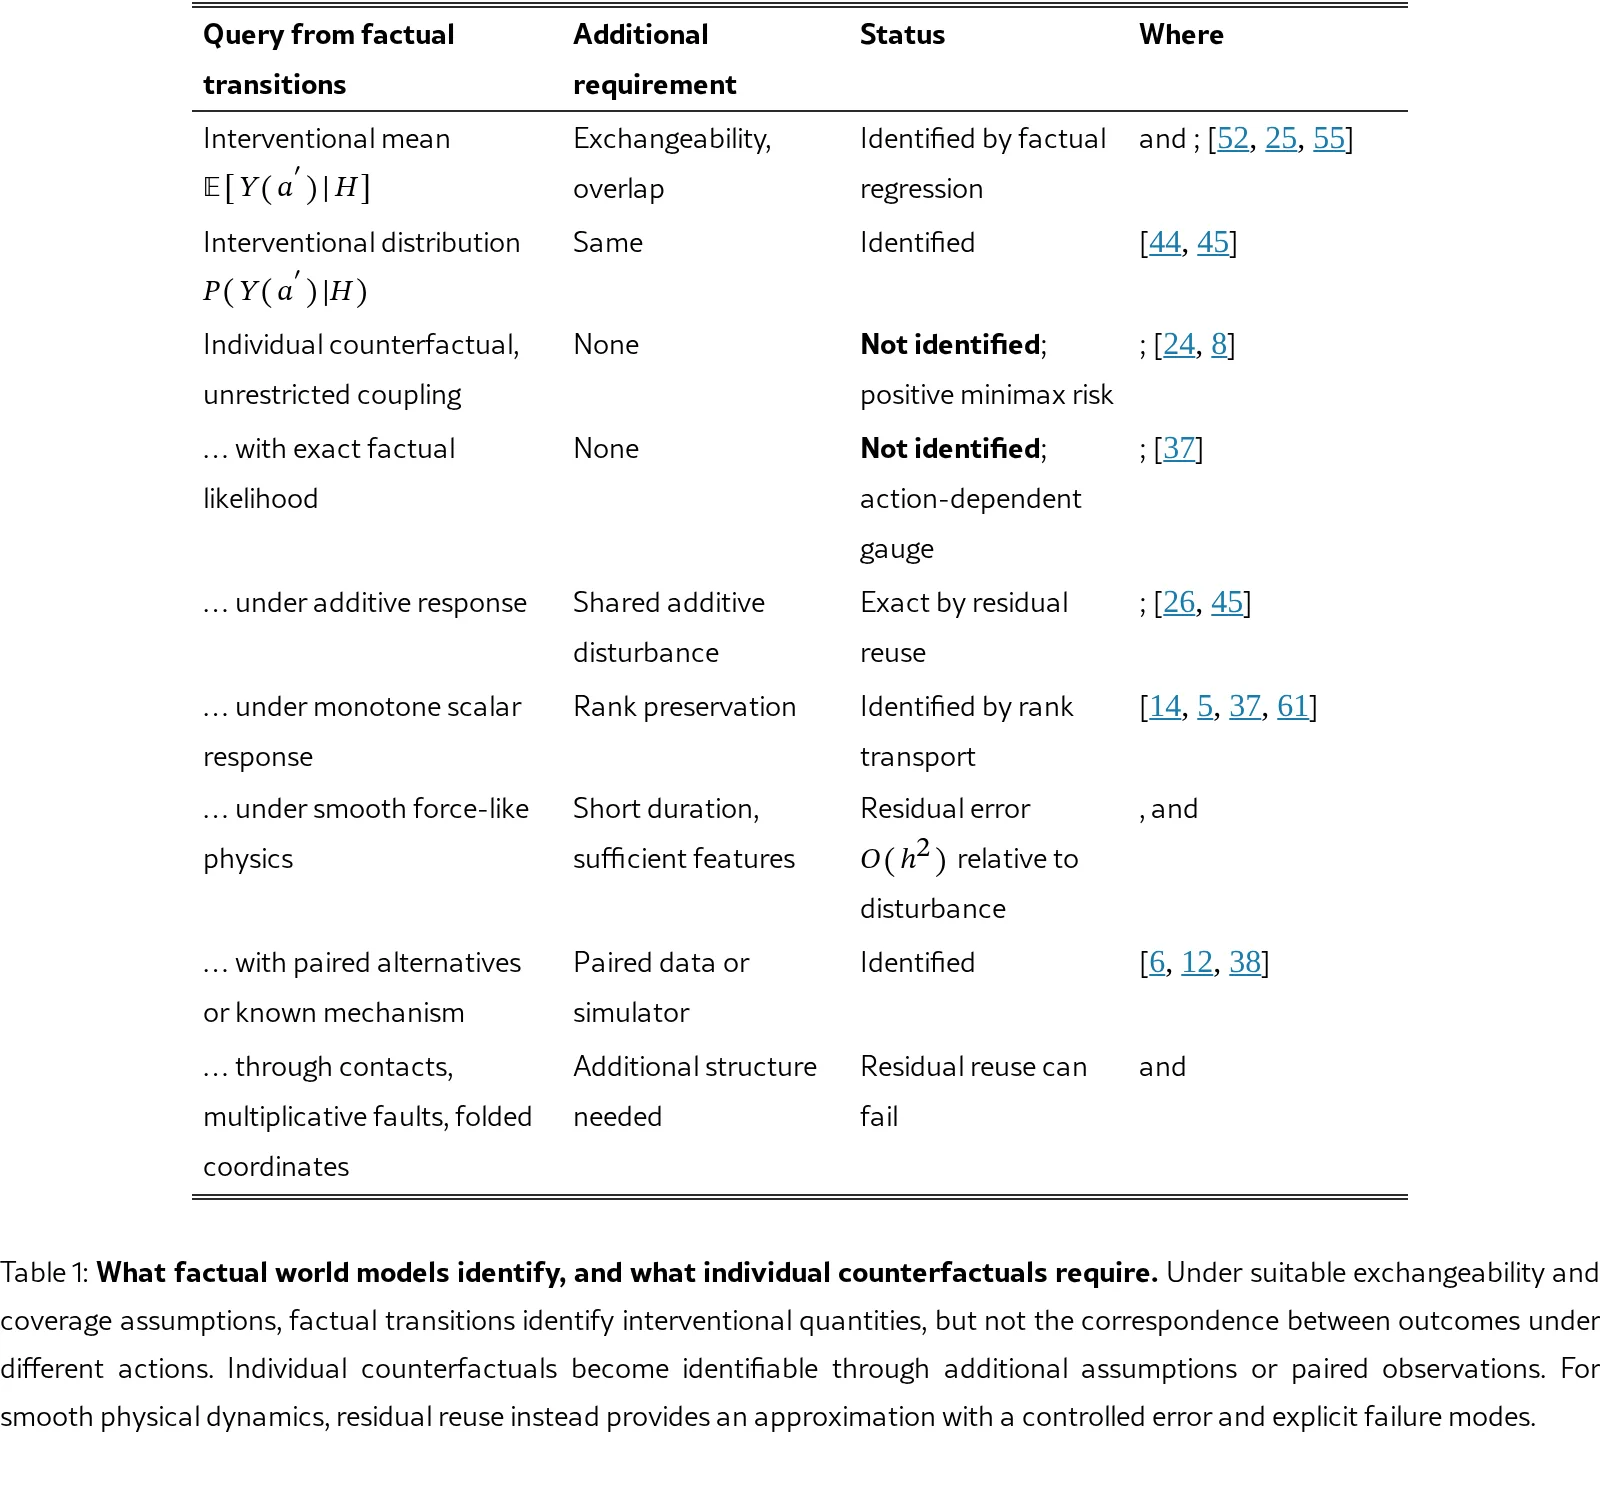 Query from factual transitions | Additional requirement | Status | Where
Interventional mean 𝔼[Y(a′)|H] | Exchangeability, overlap | Identified by factual regression | and ; [52, 25, 55]
Interventional distribution P(Y(a′)|H) | Same | Identified | [44, 45]
Individual counterfactual, unrestricted coupling | None | Not identified; positive minimax risk | ; [24, 8]
… with exact factual likelihood | None | Not identified; action-dependent gauge | ; [37]
… under additive response | Shared additive disturbance | Exact by residual reuse | ; [26, 45]
… under monotone scalar response | Rank preservation | Identified by rank transport | [14, 5, 37, 61]
… under smooth force-like physics | Short duration, sufficient features | Residual error O(h²) relative to disturbance | , and
… with paired alternatives or known mechanism | Paired data or simulator | Identified | [6, 12, 38]
… through contacts, multiplicative faults, folded coordinates | Additional structure needed | Residual reuse can fail | and
Table 1: What factual world models identify, and what individual counterfactuals require. Under suitable exchangeability and
coverage assumptions, factual transitions identify interventional quantities, but not the correspondence between outcomes under
different actions. Individual counterfactuals become identifiable through additional assumptions or paired observations. For
smooth physical dynamics, residual reuse instead provides an approximation with a controlled error and explicit failure modes.